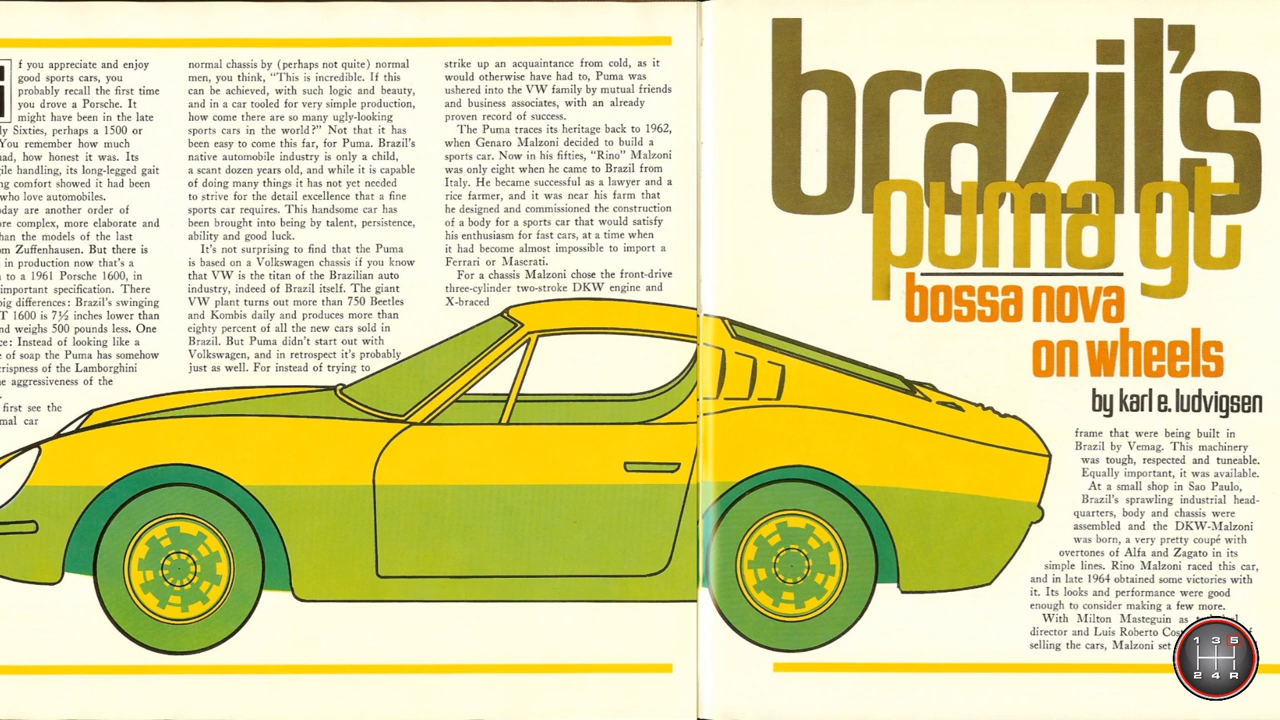 f you appreciate and enjoy
good sports cars, you
probably recall the first time
you drove a Porsche. It
might have been in the late
ly Sixties, perhaps a 1500 or
You remember how much
ad, how honest it was. Its
gile handling, its long-legged gait
ng comfort showed it had been
who love automobiles.
day are another order of
ore complex, more elaborate and
han the models of the last
om Zuffenhausen. But there is
in production now that's a
to a 1961 Porsche 1600, in
important specification. There
big differences: Brazil's swinging
T 1600 is 7½ inches lower than
nd weighs 500 pounds less. One
ce: Instead of looking like a
e of soap the Puma has somehow
crispness of the Lamborghini
he aggressiveness of the
first see the
mal car
normal chassis by (perhaps not quite) normal
men, you think, "This is incredible. If this
can be achieved, with such logic and beauty,
and in a car tooled for very simple production,
how come there are so many ugly-looking
sports cars in the world?" Not that it has
been easy to come this far, for Puma. Brazil's
native automobile industry is only a child,
a scant dozen years old, and while it is capable
of doing many things it has not yet needed
to strive for the detail excellence that a fine
sports car requires. This handsome car has
been brought into being by talent, persistence,
ability and good luck.
It's not surprising to find that the Puma
is based on a Volkswagen chassis if you know
that VW is the titan of the Brazilian auto
industry, indeed of Brazil itself. The giant
VW plant turns out more than 750 Beetles
and Kombis daily and produces more than
eighty percent of all the new cars sold in
Brazil. But Puma didn't start out with
Volkswagen, and in retrospect it's probably
just as well. For instead of trying to
strike up an acquaintance from cold, as it
would otherwise have had to, Puma was
ushered into the VW family by mutual friends
and business associates, with an already
proven record of success.
The Puma traces its heritage back to 1962,
when Genaro Malzoni decided to build a
sports car. Now in his fifties, "Rino" Malzoni
was only eight when he came to Brazil from
Italy. He became successful as a lawyer and a
rice farmer, and it was near his farm that
he designed and commissioned the construction
of a body for a sports car that would satisfy
his enthusiasm for fast cars, at a time when
it had become almost impossible to import a
Ferrari or Maserati.
For a chassis Malzoni chose the front-drive
three-cylinder two-stroke DKW engine and
X-braced
brazil's
puma gt
bossa nova
on wheels
by karl e. ludvigsen
frame that were being built in
Brazil by Vemag. This machinery
was tough, respected and tuneable.
Equally important, it was available.
At a small shop in Sao Paulo,
Brazil's sprawling industrial head-
quarters, body and chassis were
assembled and the DKW-Malzoni
was born, a very pretty coupé with
overtones of Alfa and Zagato in its
simple lines. Rino Malzoni raced this car,
and in late 1964 obtained some victories with
it. Its looks and performance were good
enough to consider making a few more.
With Milton Masteguin as
director and Luis Roberto
selling the cars, Malzoni set
1 3 5
2 4 R